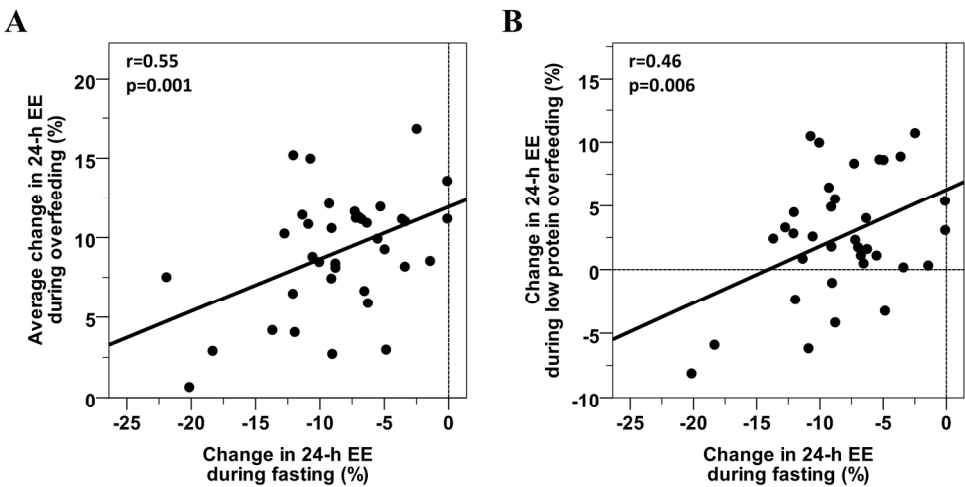 A
r=0.55
p=0.001
20
15
10
5
0
Average change in 24-h EE
during overfeeding (%)
-25 -20 -15 -10 -5 0
Change in 24-h EE
during fasting (%)
B
r=0.46
p=0.006
15
10
5
0
-5
-10
Change in 24-h EE
during low protein overfeeding (%)
-25 -20 -15 -10 -5 0
Change in 24-h EE
during fasting (%)